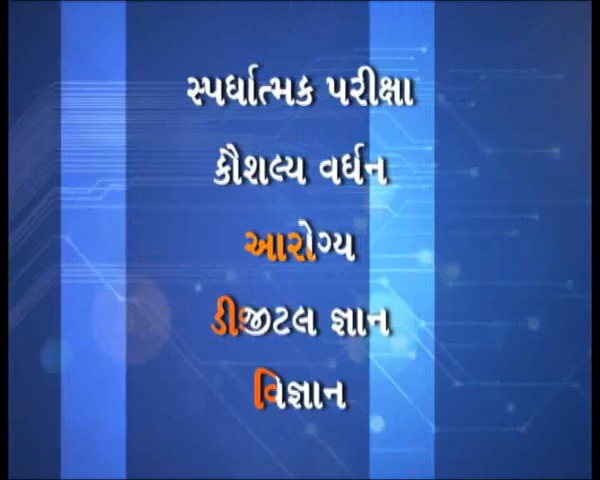 સ્પર્ધાત્મક પરીક્ષા
કૌશલ્ય વર્ધન
આરોગ્ય
ડીજીટલ જ્ઞાન
વિજ્ઞાન